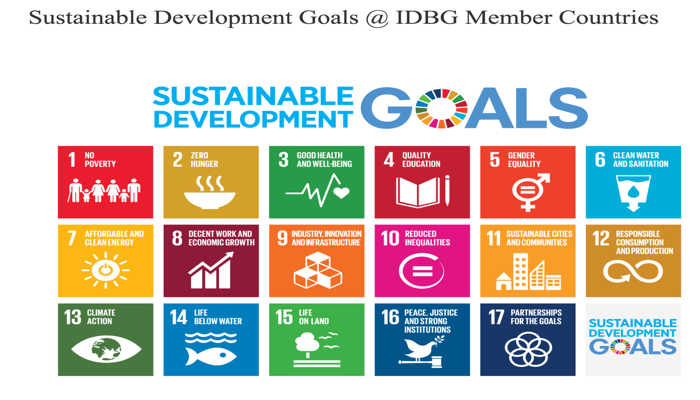 Sustainable Development Goals @ IDBG Member Countries
SUSTAINABLE
DEVELOPMENT
GOALS
1 NO
POVERTY
2 ZERO
HUNGER
3 GOOD HEALTH
AND WELL-BEING
4 QUALITY
EDUCATION
5 GENDER
EQUALITY
6 CLEAN WATER
AND SANITATION
7 AFFORDABLE AND
CLEAN ENERGY
8 DECENT WORK AND
ECONOMIC GROWTH
9 INDUSTRY, INNOVATION
AND INFRASTRUCTURE
10 REDUCED
INEQUALITIES
11 SUSTAINABLE CITIES
AND COMMUNITIES
12 RESPONSIBLE
CONSUMPTION
AND PRODUCTION
13 CLIMATE
ACTION
14 LIFE
BELOW WATER
15 LIFE
ON LAND
16 PEACE, JUSTICE
AND STRONG
INSTITUTIONS
17 PARTNERSHIPS
FOR THE GOALS
SUSTAINABLE
DEVELOPMENT
GOALS